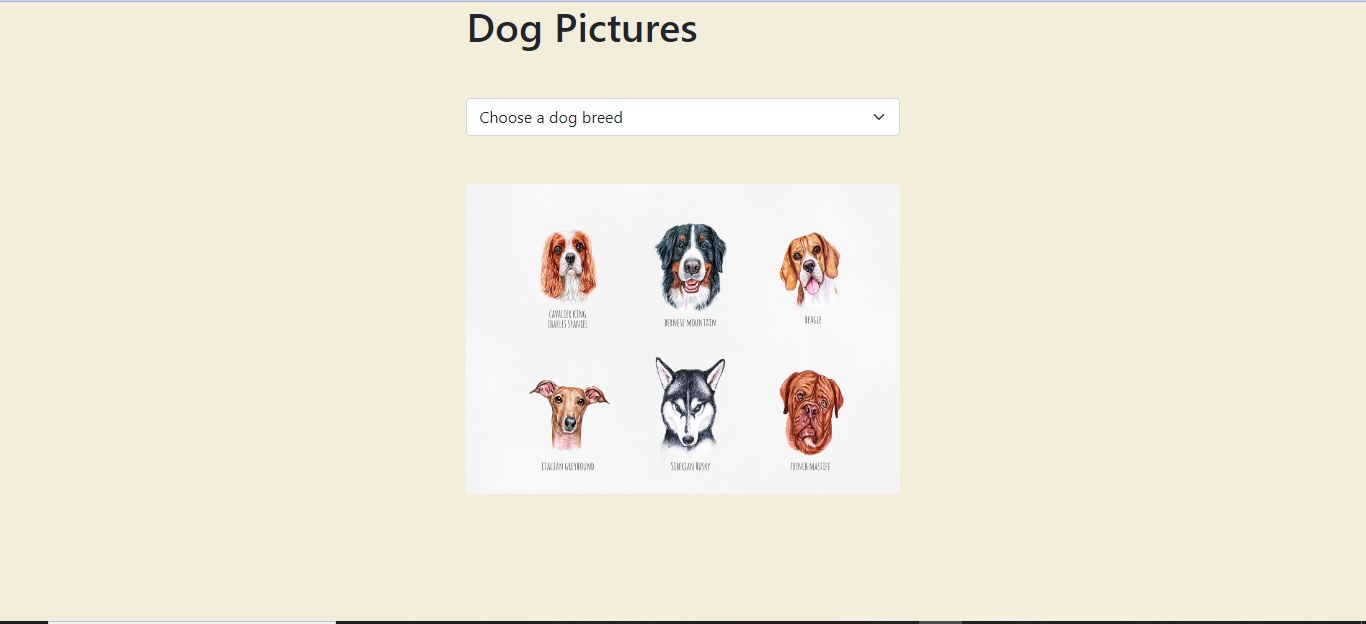 Dog Pictures
Choose a dog breed
CAVALIER KING
CHARLES SPANIEL
BERNESE MOUNTAIN
BEAGLE
ITALIAN GREYHOUND
SIBERIAN HUSKY
FRENCH MASTIFF